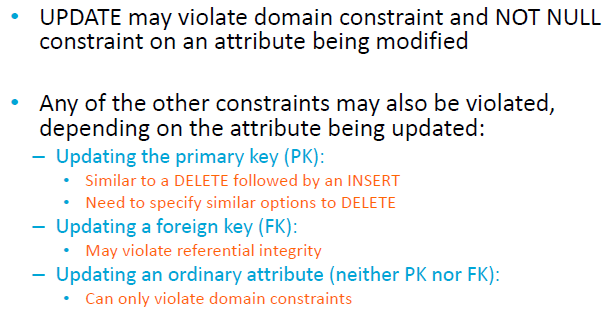 • UPDATE may violate domain constraint and NOT NULL
constraint on an attribute being modified
• Any of the other constraints may also be violated,
depending on the attribute being updated:
– Updating the primary key (PK):
• Similar to a DELETE followed by an INSERT
• Need to specify similar options to DELETE
– Updating a foreign key (FK):
• May violate referential integrity
– Updating an ordinary attribute (neither PK nor FK):
• Can only violate domain constraints